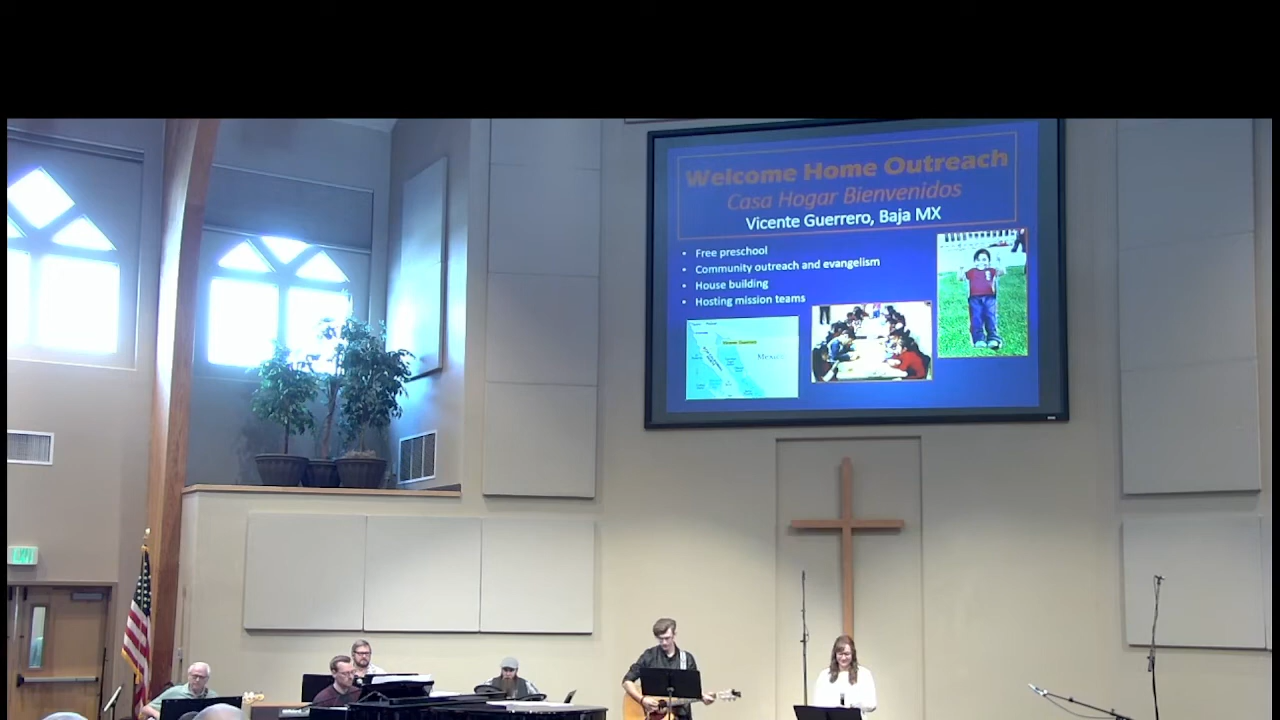 Welcome Home Outreach
Casa Hogar Bienvenidos
Vicente Guerrero, Baja MX
• Free preschool
• Community outreach and evangelism
• House building
• Hosting mission teams